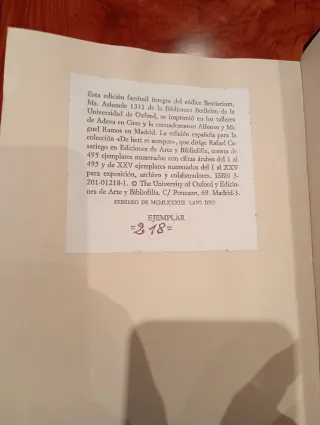 Esta edición facsímil íntegra del códice Bestiarium,
Ms. Ashmole 1511 de la Biblioteca Bodleian de la
Universidad de Oxford, se imprimió en los talleres
de Adeva en Graz y la encuadernaron Alfonso y Mi-
guel Ramos en Madrid. La edición española para la
colección «De heri et semper», que dirige Rafael Ca-
sariego en Ediciones de Arte y Bibliofilia, consta de
495 ejemplares numerados con cifras árabes del 1 al
495 y de XXV ejemplares numerados del I al XXV
para exposición, archivo y colaboradores. ISBN 3-
201-01218-1. © The University of Oxford y Edicio-
nes de Arte y Bibliofilia. C/ Ponzano, 69. Madrid-3.
FEBRERO DE MCMLXXXIII. LAVS DEO
EJEMPLAR
=218=